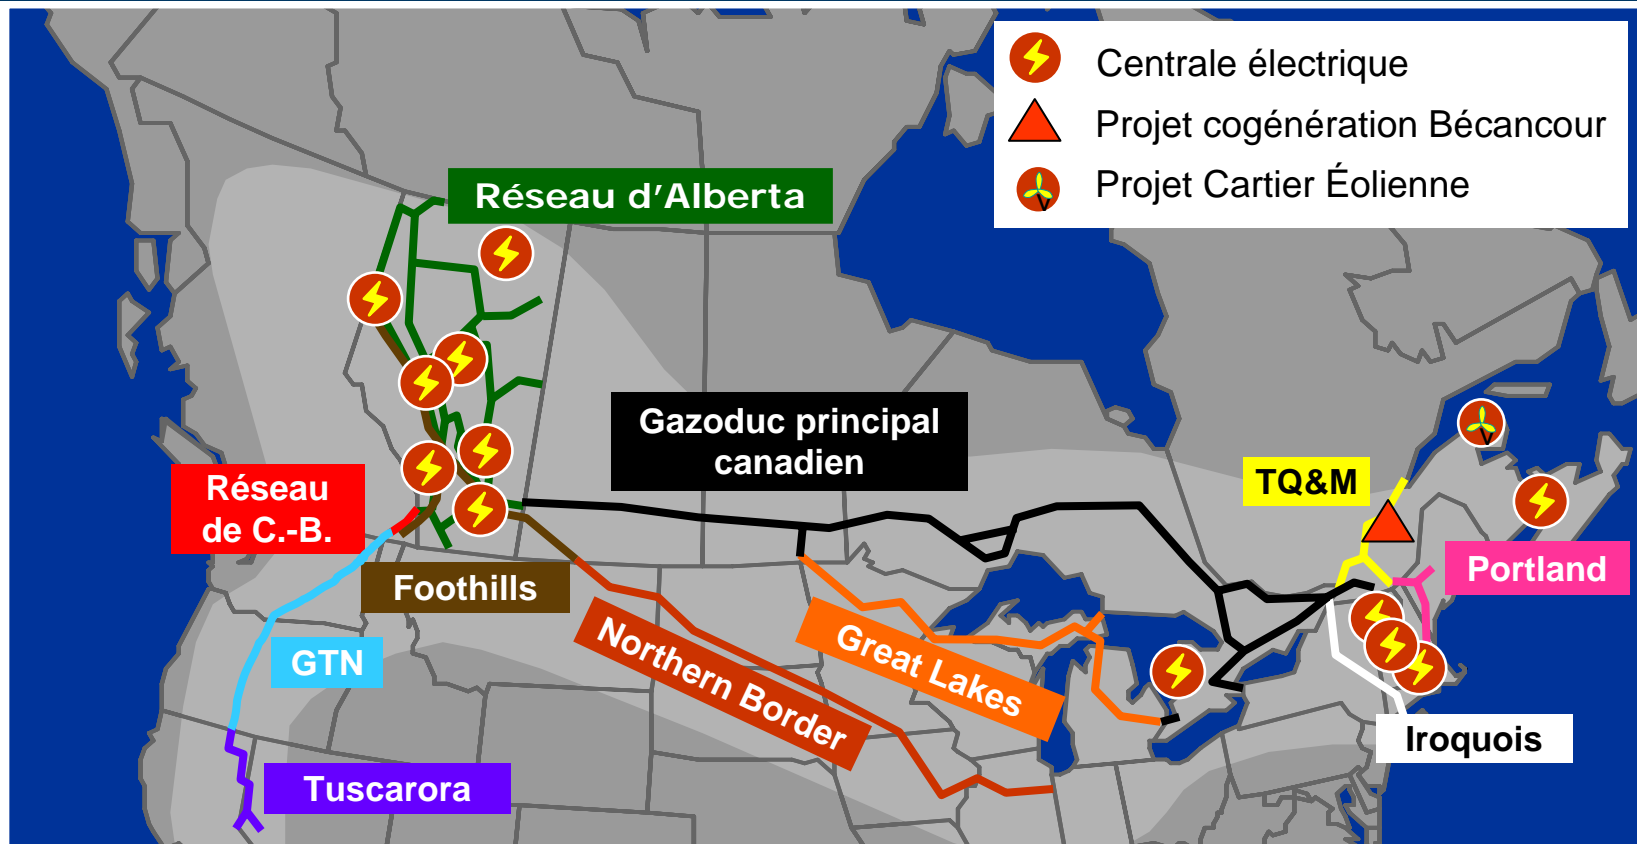 Centrale électrique
Projet cogénération Bécancour
Projet Cartier Éolienne
Réseau d'Alberta
Gazoduc principal
canadien
Réseau
de C.-B.
TQ&M
Portland
Foothills
GTN
Northern Border
Great Lakes
Iroquois
Tuscarora